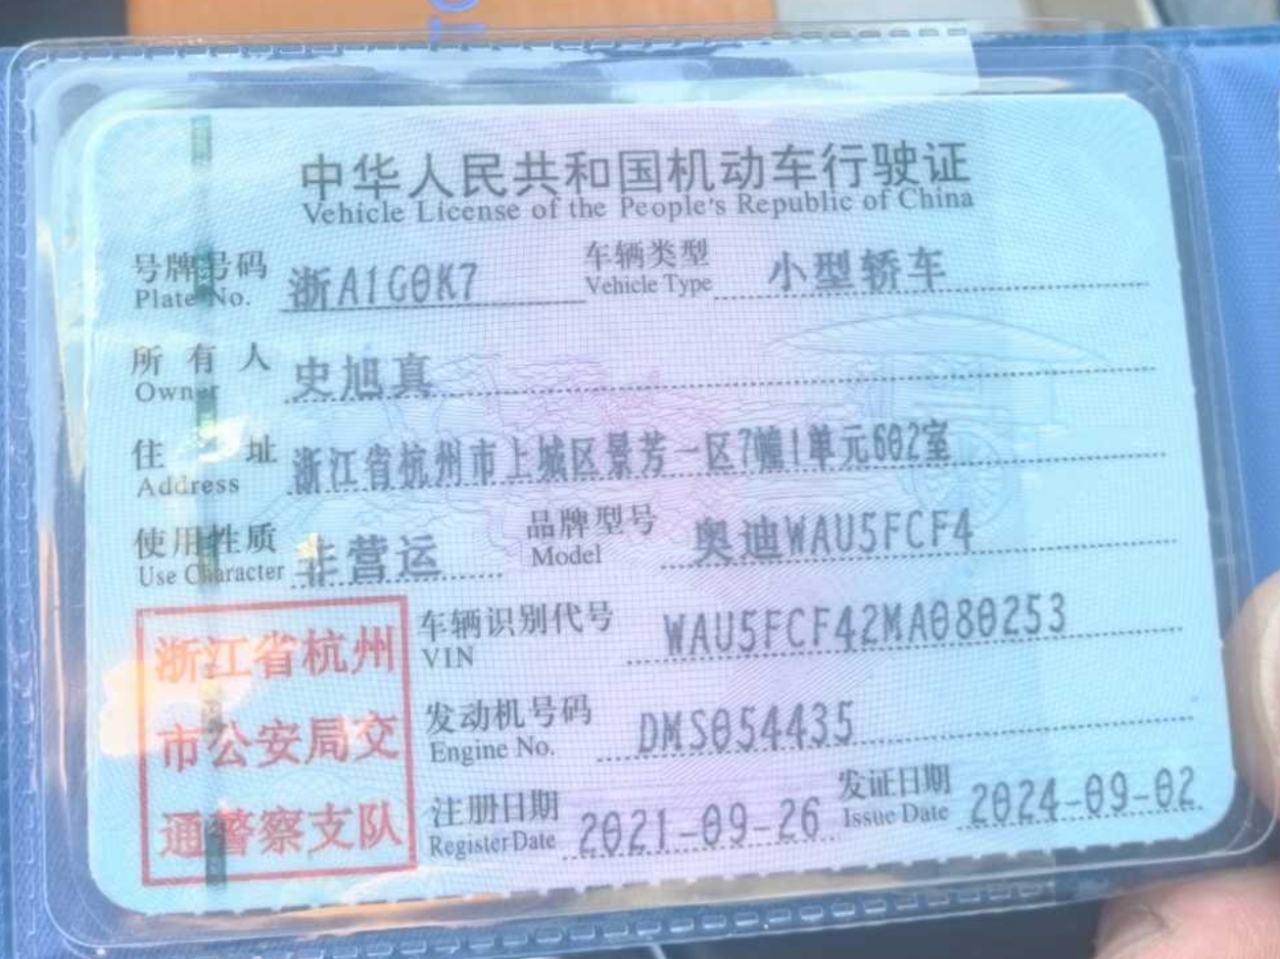 中华人民共和国机动车行驶证
Vehicle License of the People's Republic of China
号牌号码 浙A1G0K7 车辆类型 小型轿车
Plate No. Vehicle Type
所有人 史旭真
Owner
住址 浙江省杭州市上城区景芳一区7幢1单元602室
Address
使用性质 非营运 品牌型号 奥迪WAU5FCF4
Use Character Model
浙江省杭州
市公安局交
通警察支队
车辆识别代号 WAU5FCF42MA080253
VIN
发动机号码 DMS054435
Engine No.
注册日期 2021-09-26 发证日期 2024-09-02
Register Date Issue Date